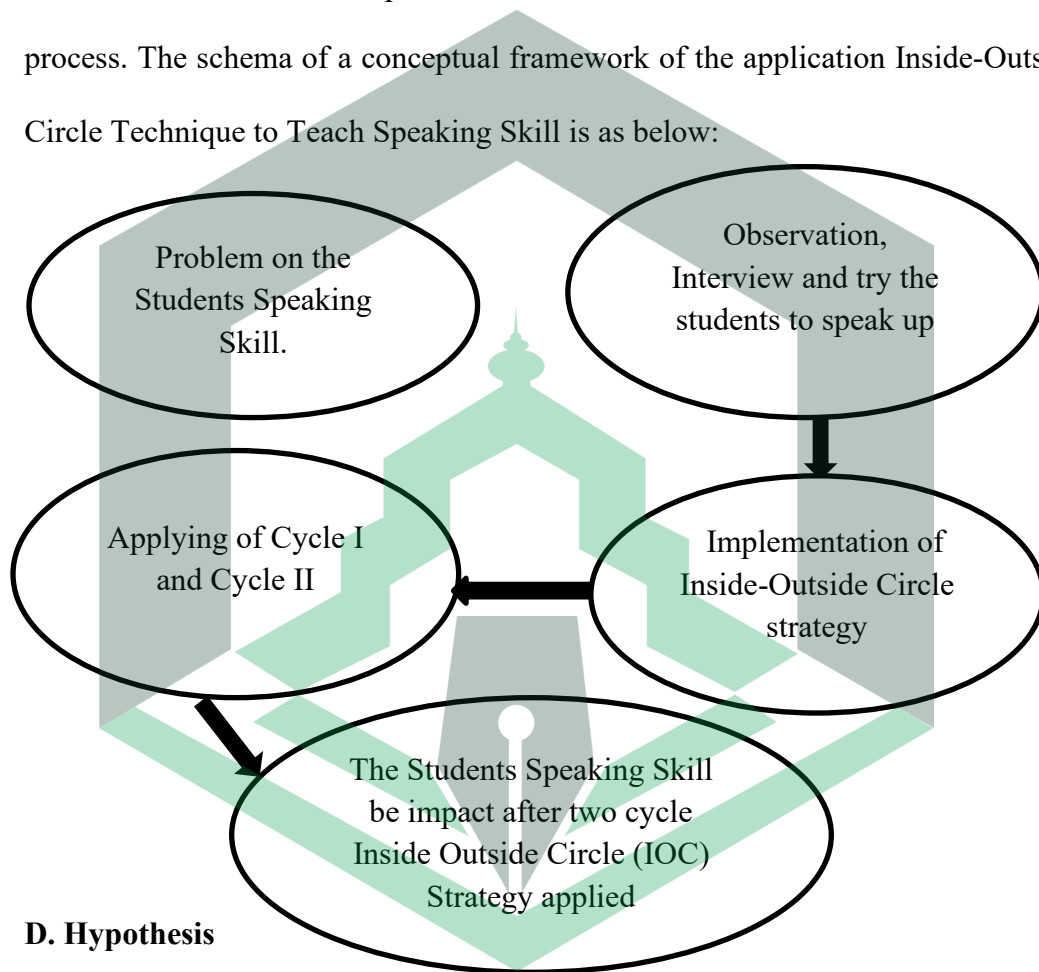 process. The schema of a conceptual framework of the application Inside-Outs
Circle Technique to Teach Speaking Skill is as below:
Problem on the
Students Speaking
Skill.
Observation,
Interview and try the
students to speak up
Implementation of
Inside-Outside Circle
strategy
Applying of Cycle I
and Cycle II
The Students Speaking Skill
be impact after two cycle
Inside Outside Circle (IOC)
Strategy applied
D. Hypothesis